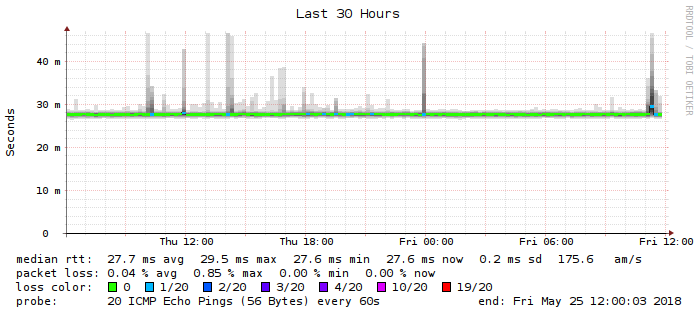 Last 30 Hours
RRDTOOL / TOBI OETIKER
Seconds
40 m
30 m
20 m
10 m
0
Thu 12:00 Thu 18:00 Fri 00:00 Fri 06:00 Fri 12:00
median rtt: 27.7 ms avg 29.5 ms max 27.6 ms min 27.6 ms now 0.2 ms sd 175.6 am/s
packet loss: 0.04 % avg 0.85 % max 0.00 % min 0.00 % now
loss color: 0 1/20 2/20 3/20 4/20 10/20 19/20
probe: 20 ICMP Echo Pings (56 Bytes) every 60s end: Fri May 25 12:00:03 2018